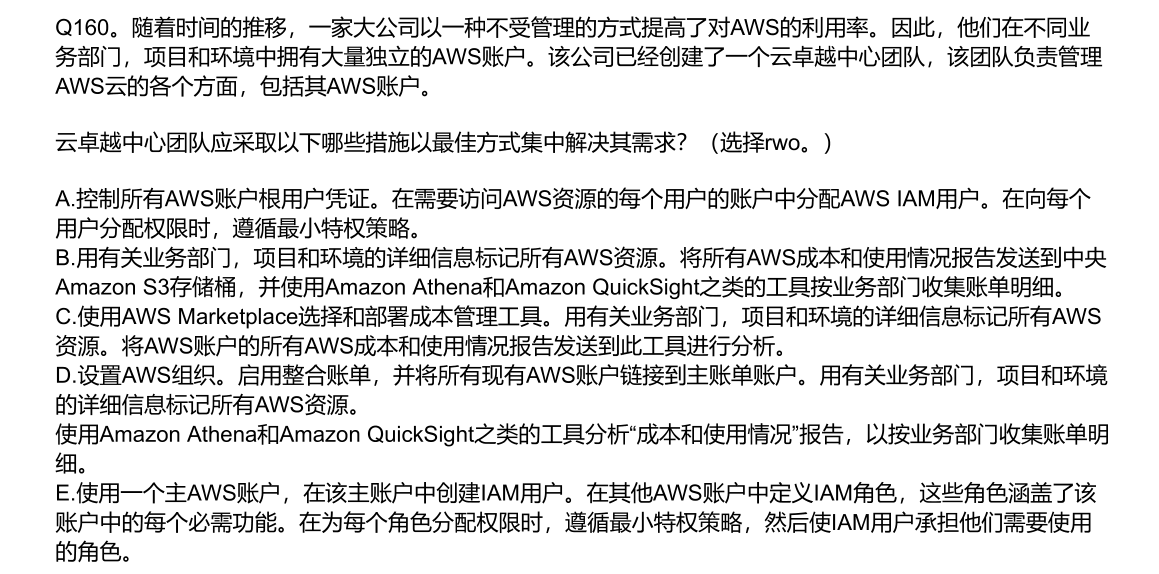 Q160。随着时间的推移，一家大公司以一种不受管理的方式提高了对AWS的利用率。因此，他们在不同业
务部门，项目和环境中拥有大量独立的AWS账户。该公司已经创建了一个云卓越中心团队，该团队负责管理
AWS云的各个方面，包括其AWS账户。
云卓越中心团队应采取以下哪些措施以最佳方式集中解决其需求？（选择rwo。）
A.控制所有AWS账户根用户凭证。在需要访问AWS资源的每个用户的账户中分配AWS IAM用户。在向每个
用户分配权限时，遵循最小特权策略。
B.用有关业务部门，项目和环境的详细信息标记所有AWS资源。将所有AWS成本和使用情况报告发送到中央
Amazon S3存储桶，并使用Amazon Athena和Amazon QuickSight之类的工具按业务部门收集账单明细。
C.使用AWS Marketplace选择和部署成本管理工具。用有关业务部门，项目和环境的详细信息标记所有AWS
资源。将AWS账户的所有AWS成本和使用情况报告发送到此工具进行分析。
D.设置AWS组织。启用整合账单，并将所有现有AWS账户链接到主账单账户。用有关业务部门，项目和环境
的详细信息标记所有AWS资源。
使用Amazon Athena和Amazon QuickSight之类的工具分析“成本和使用情况”报告，以按业务部门收集账单明
细。
E.使用一个主AWS账户，在该主账户中创建IAM用户。在其他AWS账户中定义IAM角色，这些角色涵盖了该
账户中的每个必需功能。在为每个角色分配权限时，遵循最小特权策略，然后使IAM用户承担他们需要使用
的角色。